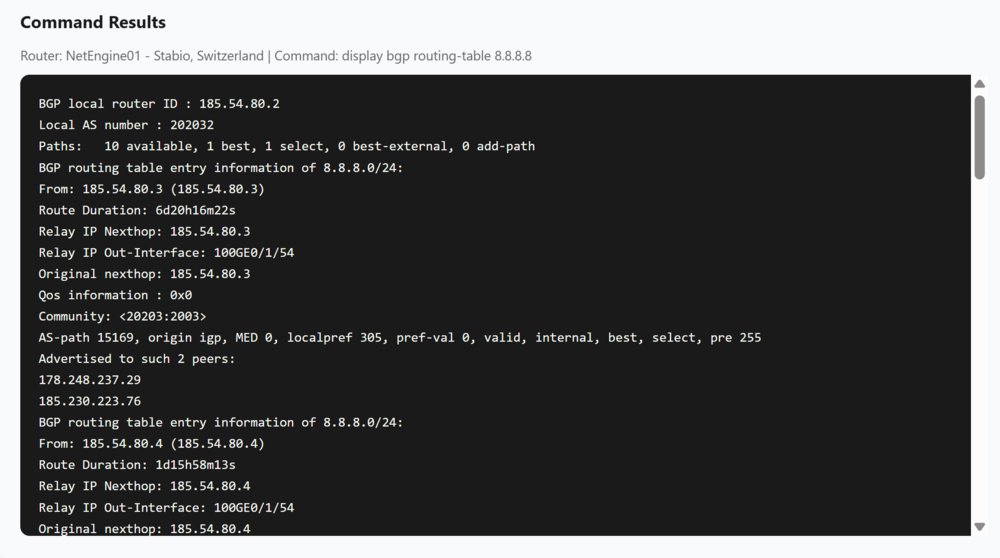 Command Results
Router: NetEngine01 - Stabio, Switzerland | Command: display bgp routing-table 8.8.8.8
BGP local router ID : 185.54.80.2
Local AS number : 202032
Paths:   10 available, 1 best, 1 select, 0 best-external, 0 add-path
BGP routing table entry information of 8.8.8.0/24:
From: 185.54.80.3 (185.54.80.3)
Route Duration: 6d20h16m22s
Relay IP Nexthop: 185.54.80.3
Relay IP Out-Interface: 100GE0/1/54
Original nexthop: 185.54.80.3
Qos information : 0x0
Community: <20203:2003>
AS-path 15169, origin igp, MED 0, localpref 305, pref-val 0, valid, internal, best, select, pre 255
Advertised to such 2 peers:
178.248.237.29
185.230.223.76
BGP routing table entry information of 8.8.8.0/24:
From: 185.54.80.4 (185.54.80.4)
Route Duration: 1d15h58m13s
Relay IP Nexthop: 185.54.80.4
Relay IP Out-Interface: 100GE0/1/54
Original nexthop: 185.54.80.4